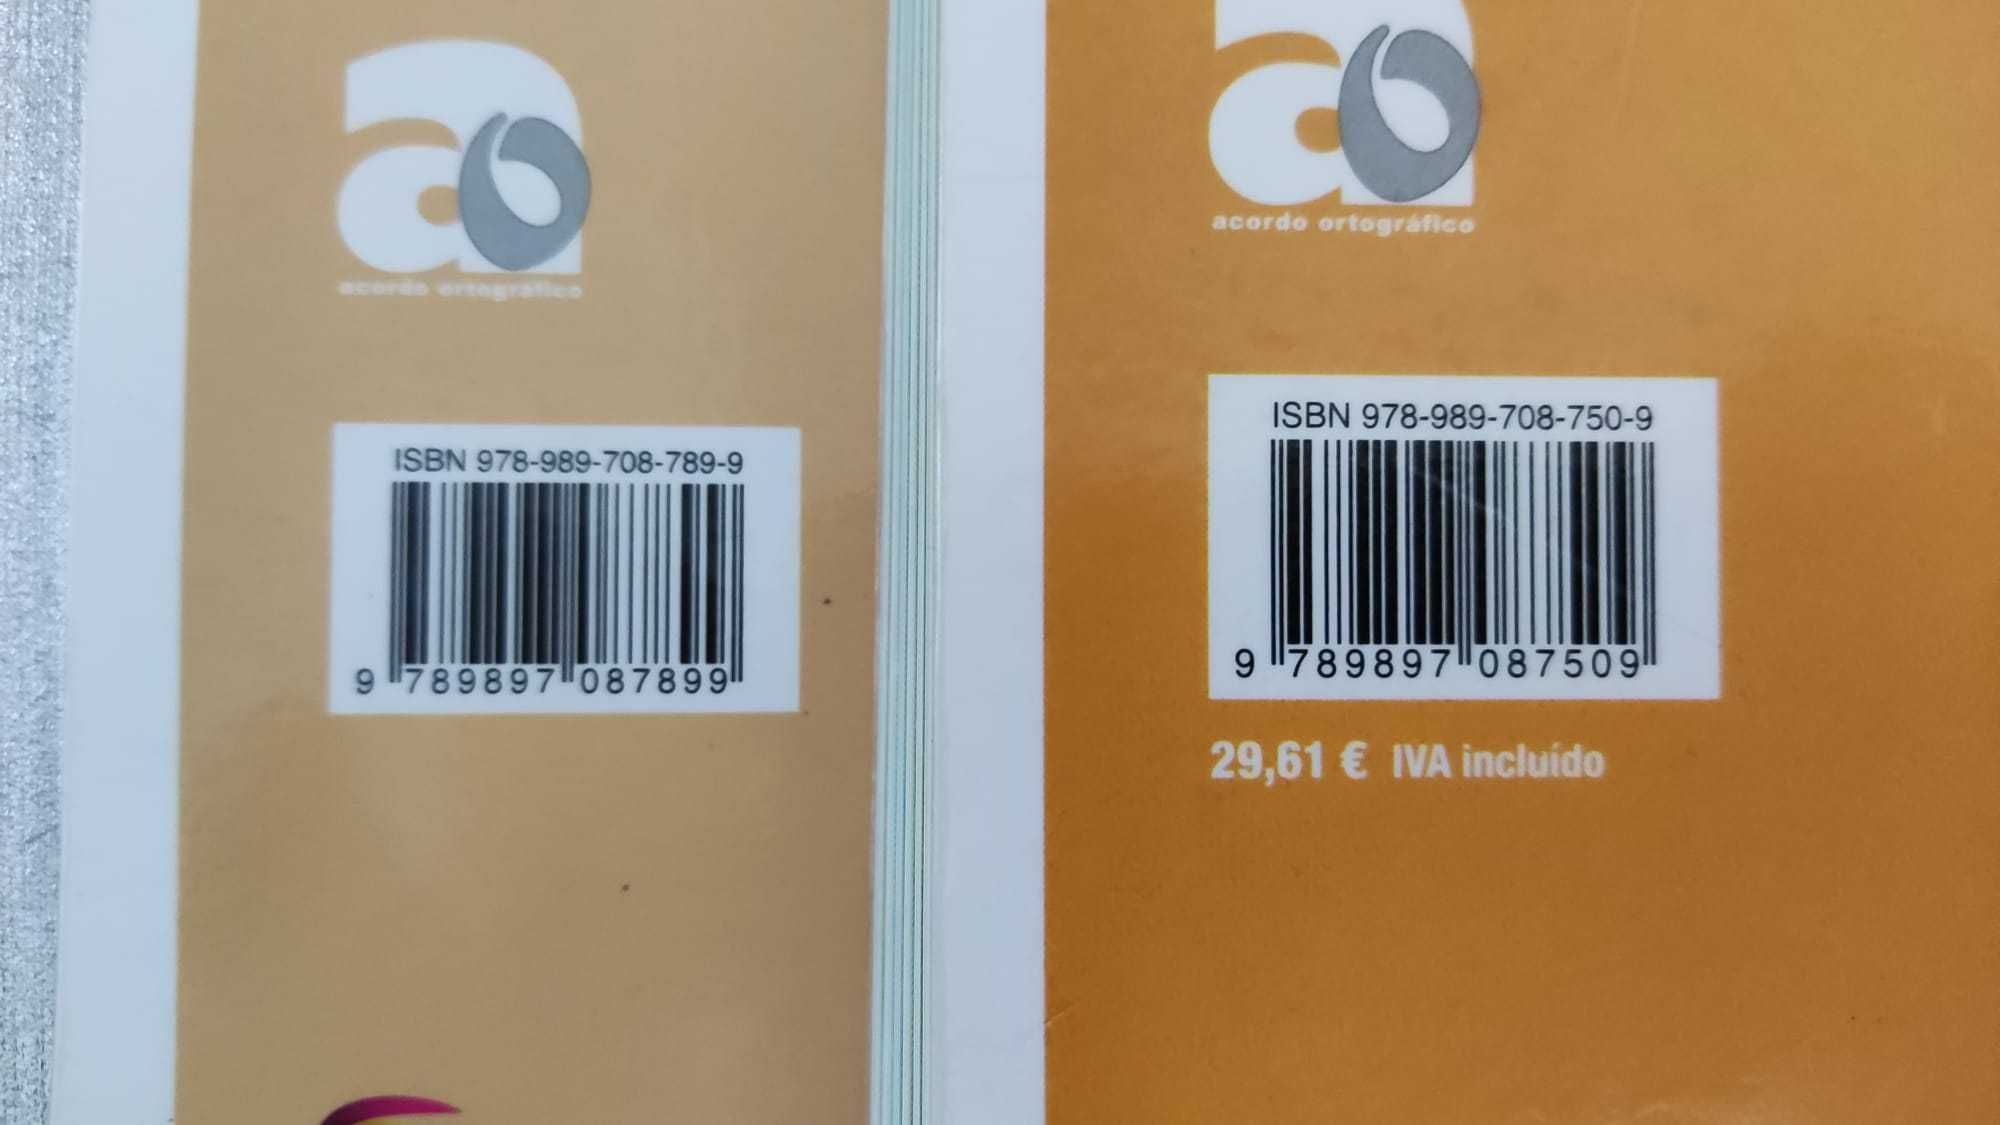 acordo ortográfico
ISBN 978-989-708-789-9
9 789897 087899
acordo ortográfico
ISBN 978-989-708-750-9
9 789897 087509
29,61 € IVA incluído